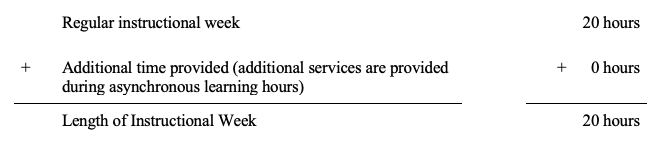 Regular instructional week 20 hours
+ Additional time provided (additional services are provided + 0 hours
during asynchronous learning hours)
Length of Instructional Week 20 hours